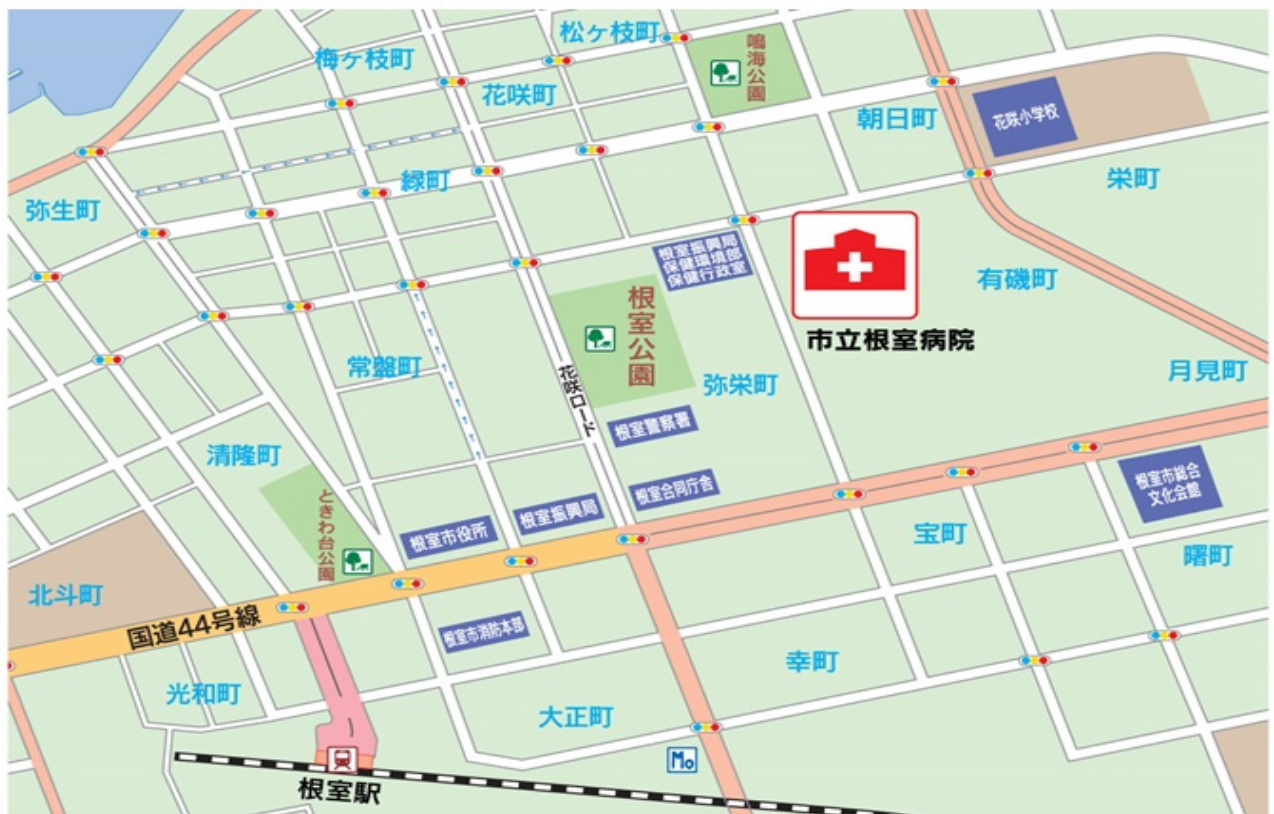 松ヶ枝町
鳴海公園
梅ヶ枝町
花咲町
朝日町
花咲小学校
緑町
栄町
弥生町
根室振興局
保健環境部
保健行政室
有磯町
根室公園
市立根室病院
常盤町
花咲ロード
弥栄町
月見町
根室警察署
清隆町
ときわ台公園
根室合同庁舎
根室市総合
文化会館
根室振興局
根室市役所
宝町
曙町
北斗町
国道44号線
根室市消防本部
幸町
光和町
大正町
Mo
根室駅